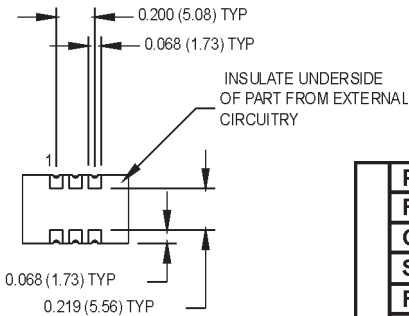 0.200 (5.08) TYP
0.068 (1.73) TYP
INSULATE UNDERSIDE
OF PART FROM EXTERNAL
CIRCUITRY
1
0.068 (1.73) TYP
0.219 (5.56) TYP